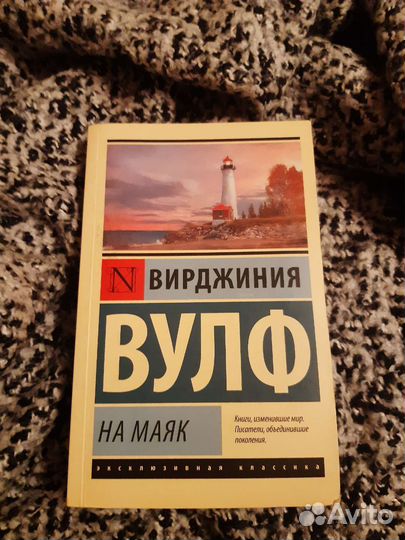 N ВИРДЖИНИЯ
ВУЛФ
НА МАЯК
Книги, изменившие мир.
Писатели, объединившие
поколения.
эксклюзивная классика
Avito